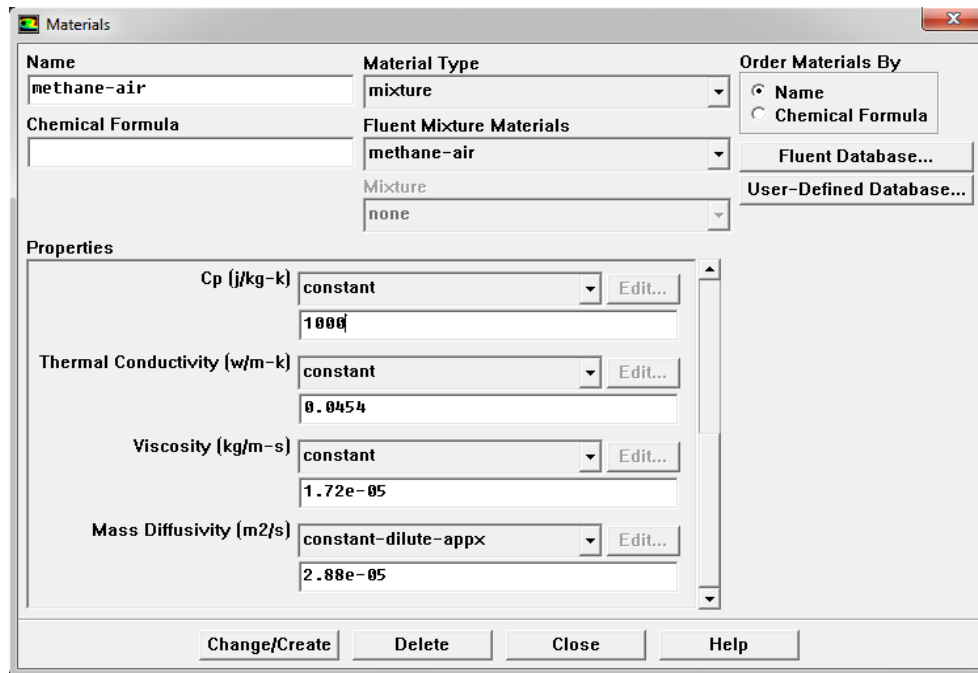 Materials
Name
methane-air
Chemical Formula
Material Type
mixture
Fluent Mixture Materials
methane-air
Mixture
none
Order Materials By
Name
Chemical Formula
Fluent Database...
User-Defined Database...
Properties
Cp (j/kg-k) constant Edit...
1000
Thermal Conductivity (w/m-k) constant Edit...
0.0454
Viscosity (kg/m-s) constant Edit...
1.72e-05
Mass Diffusivity (m2/s) constant-dilute-appx Edit...
2.88e-05
Change/Create Delete Close Help